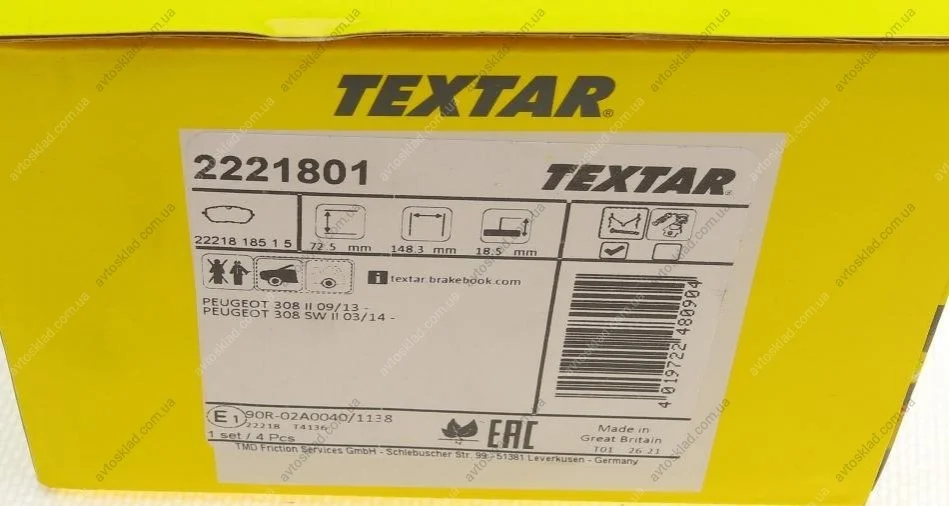 TEXTAR®
2221801
TEXTAR®
22218 185 1 5
72.5 mm
148.3 mm
18.5 mm
i textar.brakebook.com
PEUGEOT 308 II 09/13 -
PEUGEOT 308 SW II 03/14 -
4 019722 480904
E1 90R-02A0040/1138
22218 T4136
1 set / 4 Pcs
EAC
Made in
Great Britain
T01 26 21
TMD Friction Services GmbH - Schlebuscher Str. 99 - 51381 Leverkusen - Germany
avtosklad.com.ua